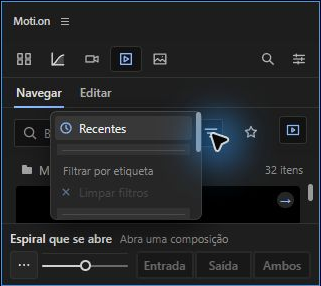 Moti.on
Navegar
Editar
Recentes
Filtrar por etiqueta
Limpar filtros
32 itens
Espiral que se abre
Abra uma composição
Entrada
Saída
Ambos